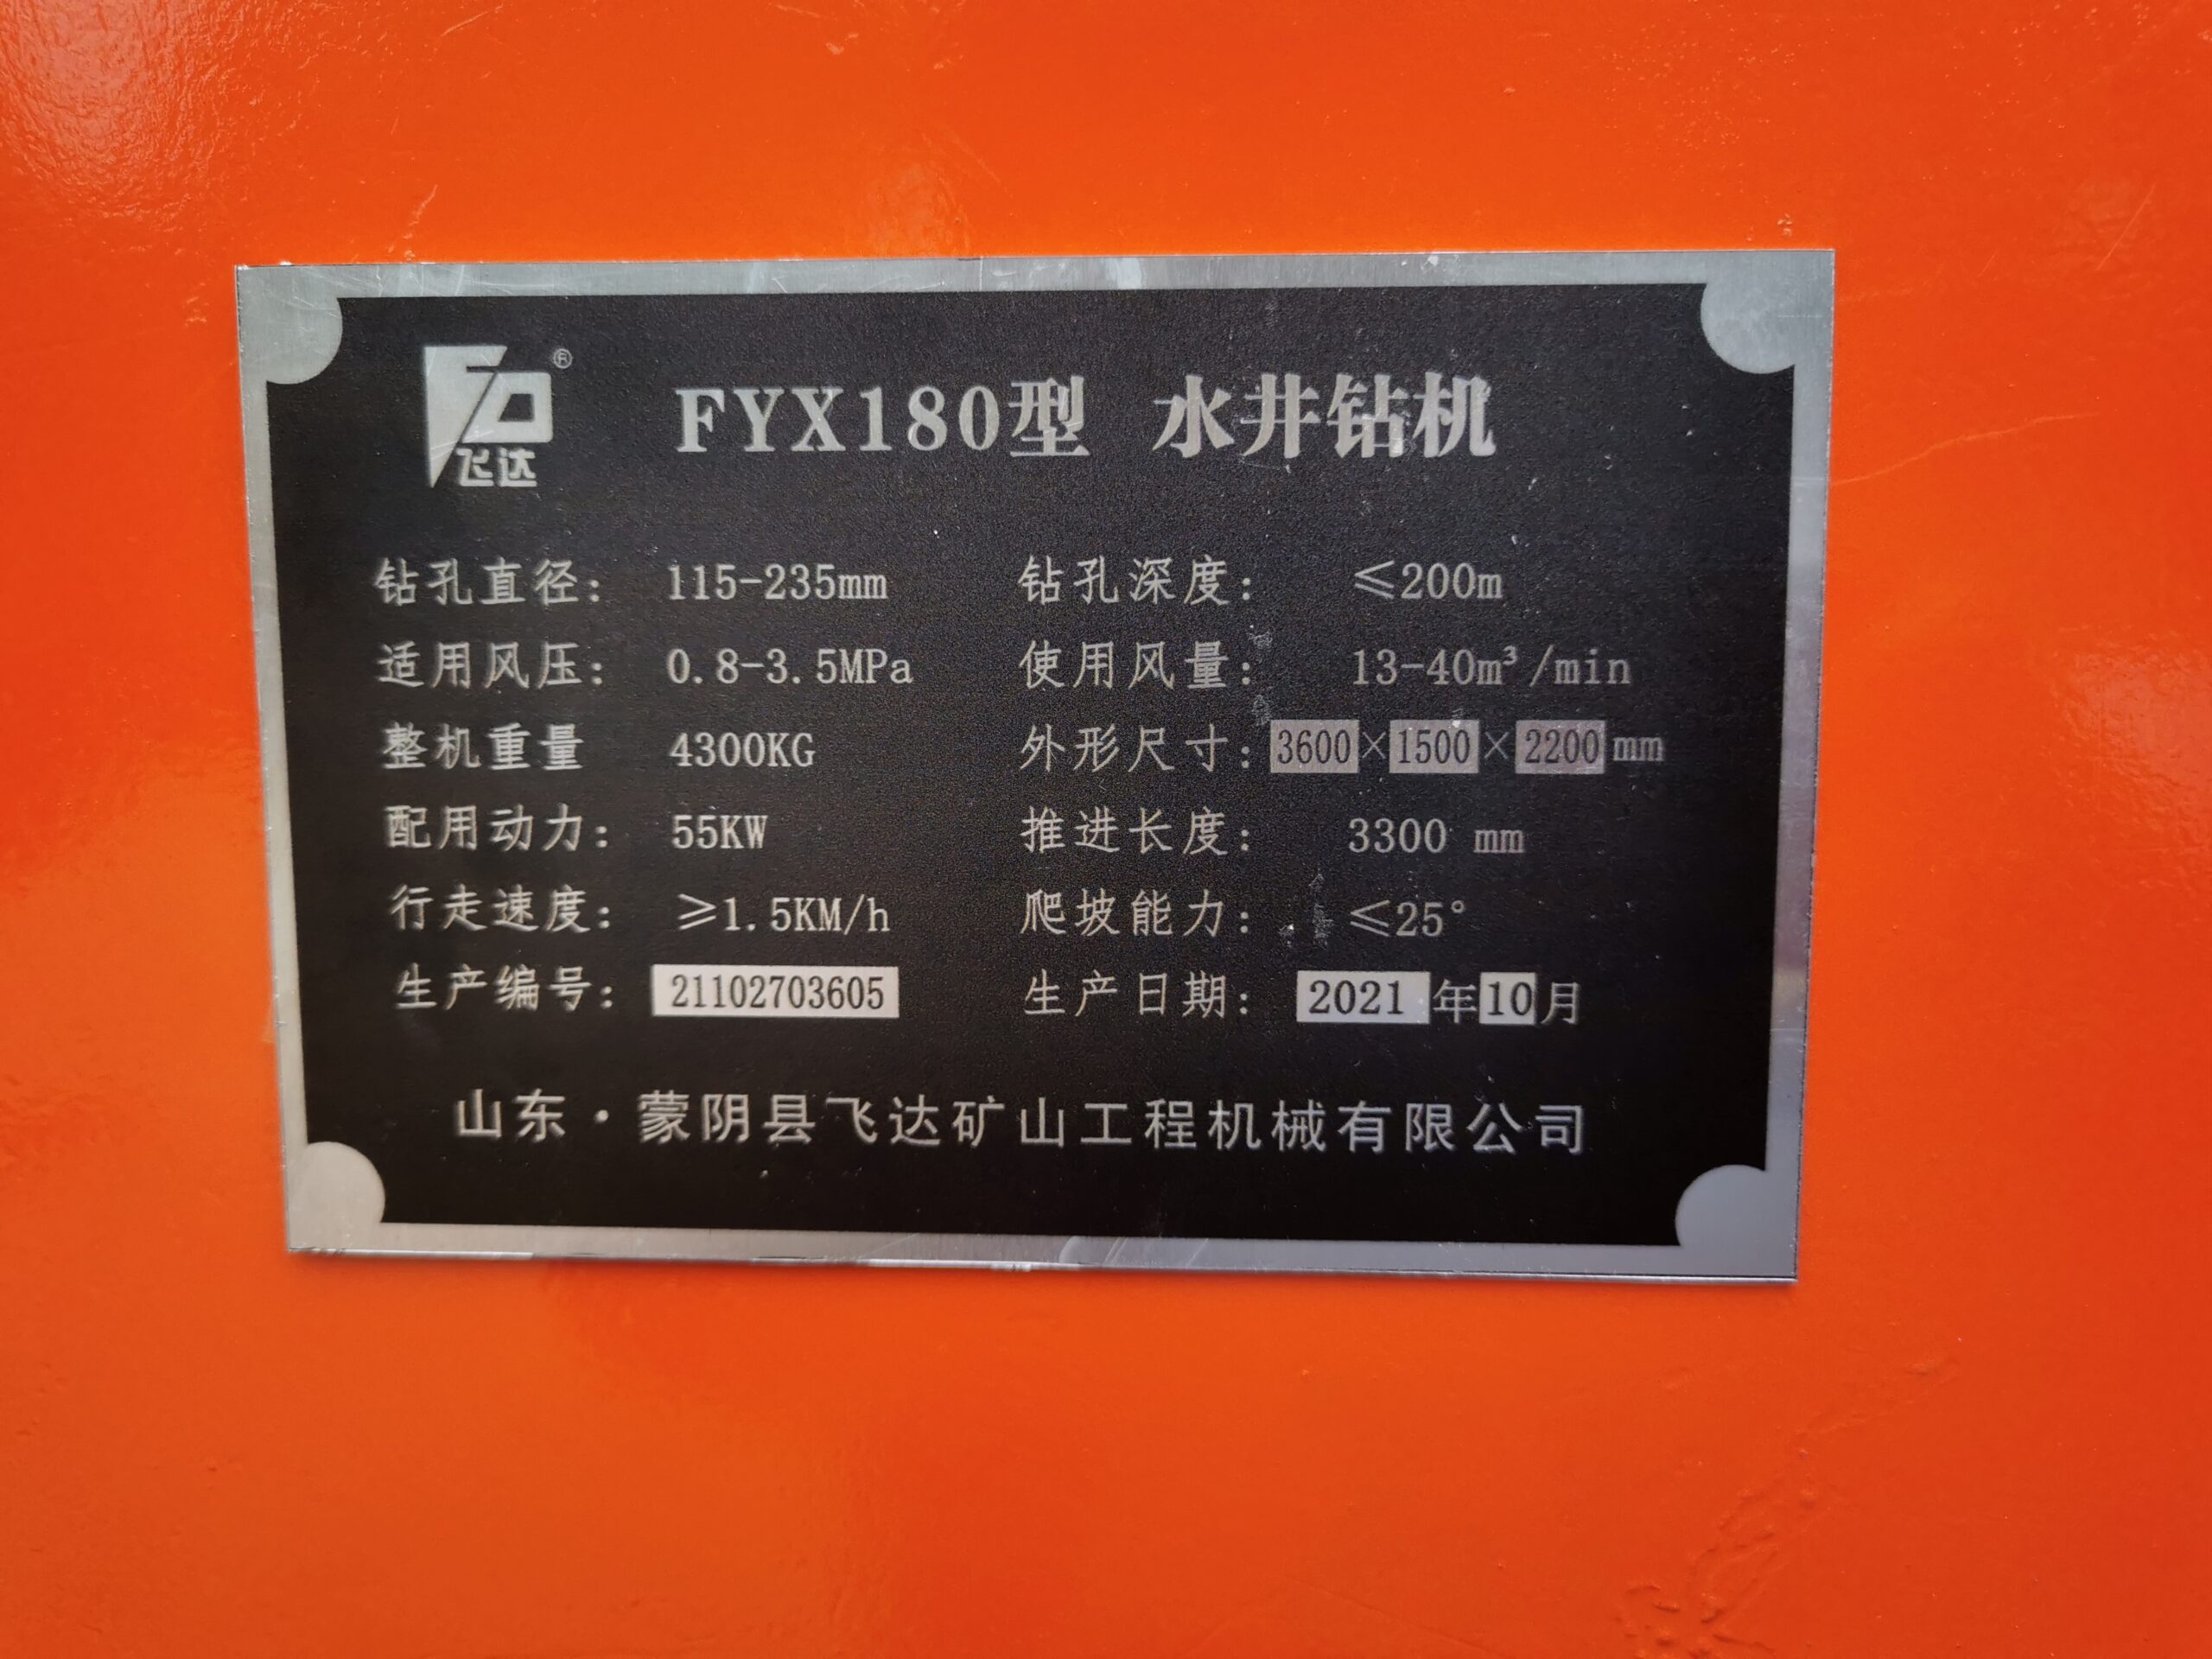 飞达®
FYX180型 水井钻机
钻孔直径: 115-235mm 钻孔深度: ≤200m
适用风压: 0.8-3.5MPa 使用风量: 13-40m³/min
整机重量 4300KG 外形尺寸: 3600×1500×2200mm
配用动力: 55KW 推进长度: 3300 mm
行走速度: ≥1.5KM/h 爬坡能力: ≤25°
生产编号: 21102703605 生产日期: 2021年10月
山东·蒙阴县飞达矿山工程机械有限公司